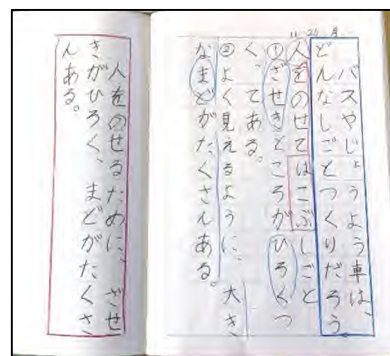 11/24 月
バスやじょうよう車は、
どんなしごとつくりだろう
人をのせてはこぶしごと
①ざせきところがひろくつ
く、てある。
②よく見えるように、大き
なまどがたくさんある。
人をのせるために、ざせ
きがひろく、まどがたくさ
んある。